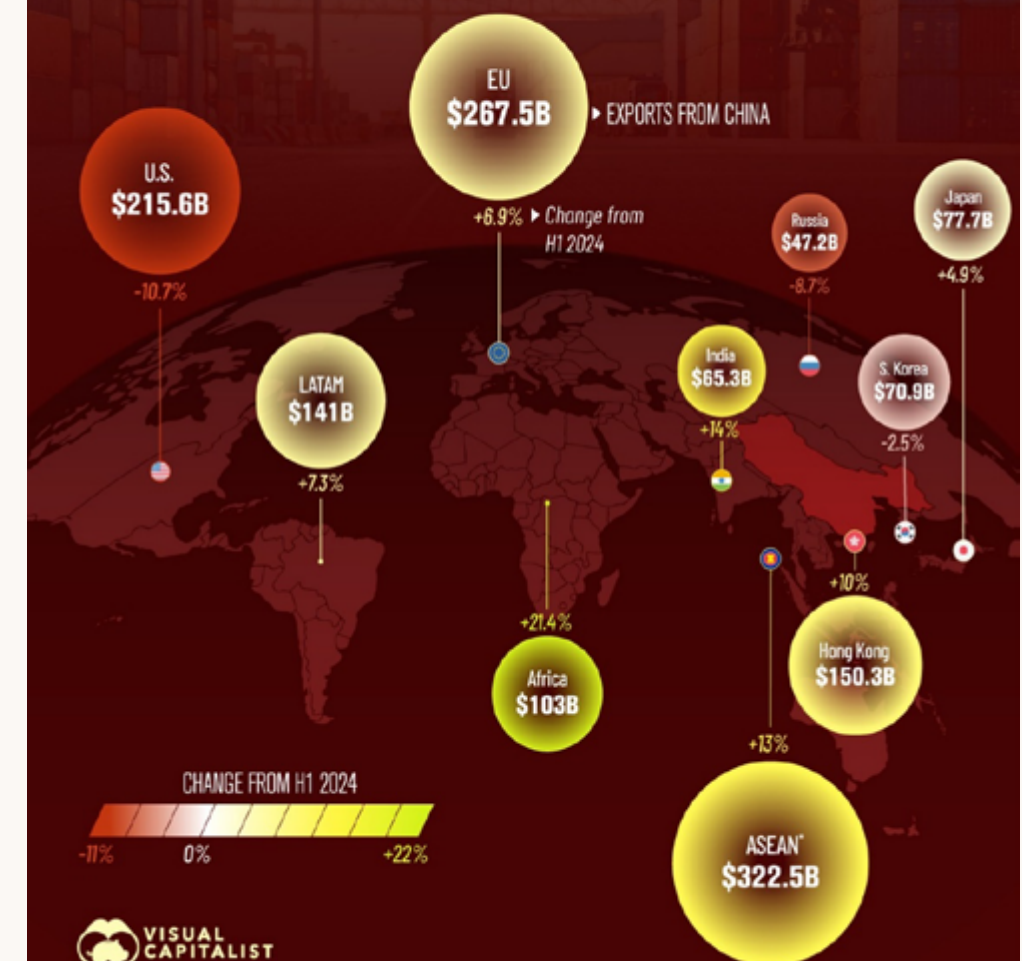 EU
$267.5B
EXPORTS FROM CHINA
+6.9%
Change from
H1 2024
U.S.
$215.6B
-10.7%
Japan
$77.7B
+4.9%
Russia
$47.2B
-8.7%
LATAM
$141B
+7.3%
India
$65.3B
+14%
S. Korea
$70.9B
-2.5%
+21.4%
Africa
$103B
+10%
Hong Kong
$150.3B
+13%
ASEAN*
$322.5B
CHANGE FROM H1 2024
-11%
0%
+22%
VISUAL
CAPITALIST